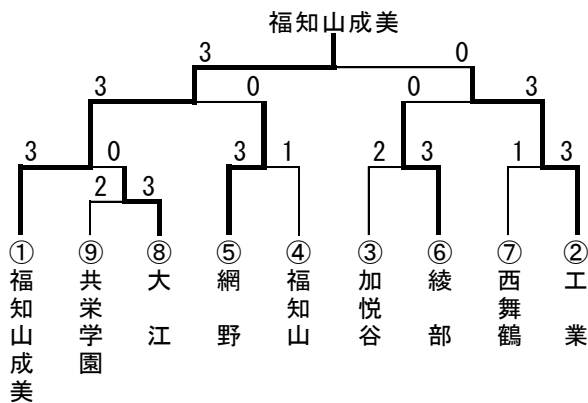 福知山成美
3 0
3 0 0 3
3 0 3 1 2 3 1 3
2 3
① ⑨ ⑧ ⑤ ④ ③ ⑥ ⑦ ②
福知山成美
共栄学園
大江
網野
福知山
加悦谷
綾部
西舞鶴
工業